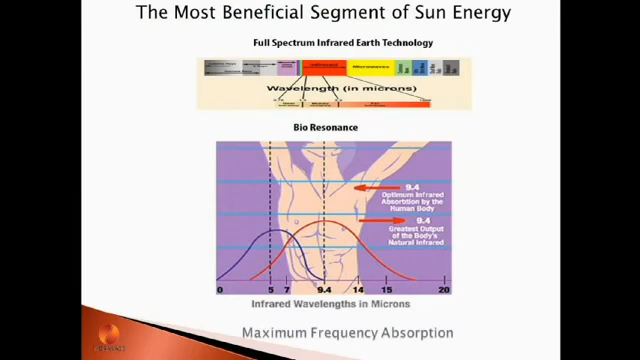 The Most Beneficial Segment of Sun Energy
Full Spectrum Infrared Earth Technology
Wavelength (in microns)
Bio Resonance
9.4
Optimum Infrared
Absorption by the
Human Body
9.4
Greatest Output
of the Body's
Natural Infrared
0 5 7 9.4 14 15 20
Infrared Wavelengths in Microns
Maximum Frequency Absorption